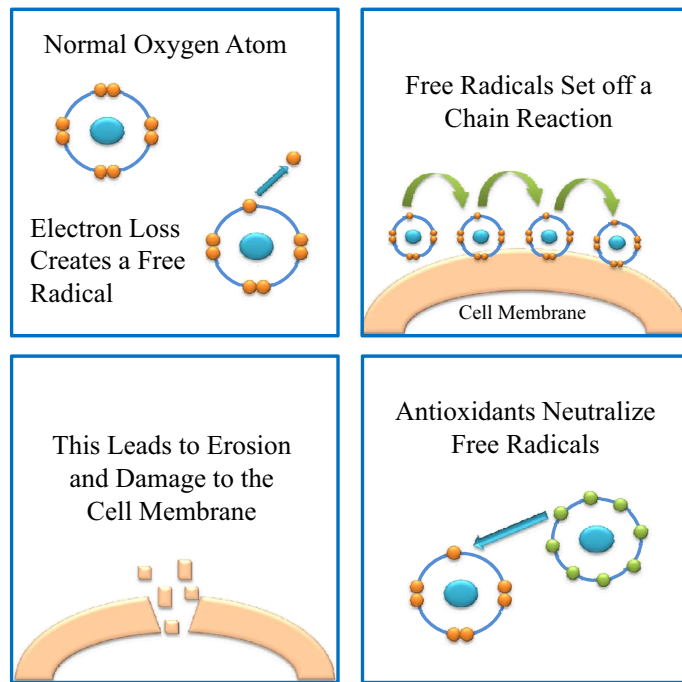 Normal Oxygen Atom
Electron Loss
Creates a Free
Radical
Free Radicals Set off a
Chain Reaction
Cell Membrane
This Leads to Erosion
and Damage to the
Cell Membrane
Antioxidants Neutralize
Free Radicals